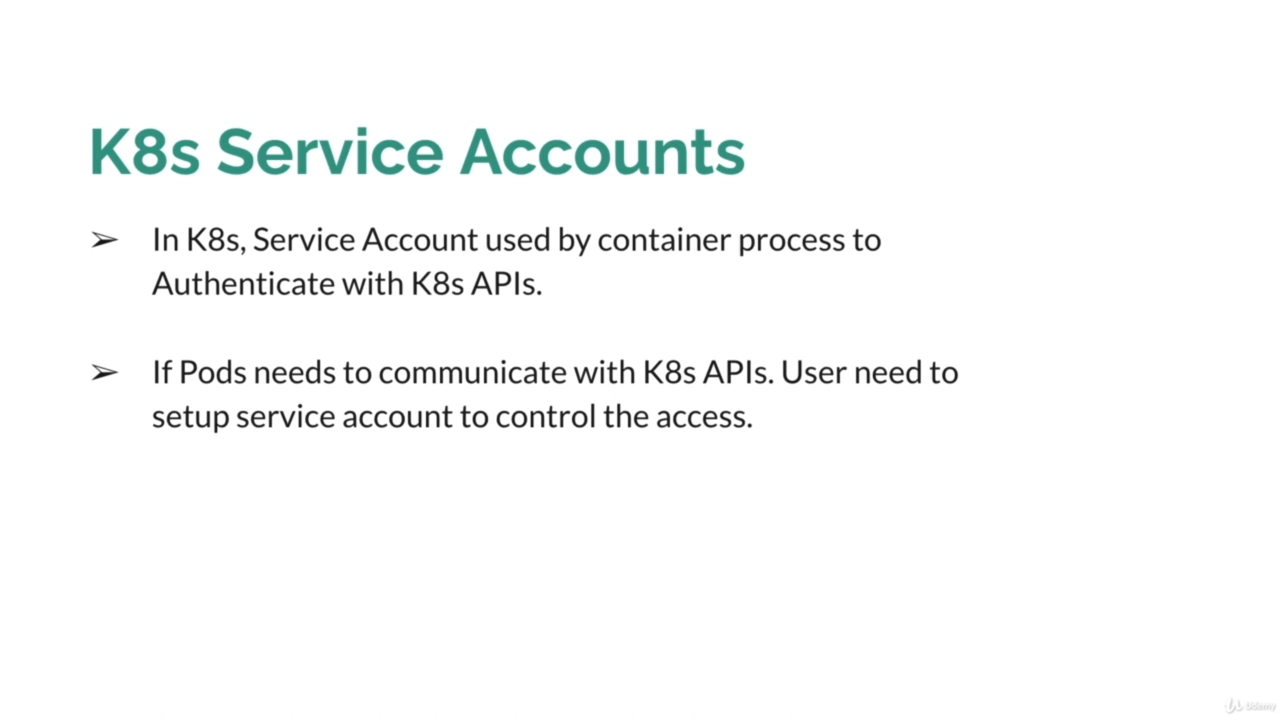 K8s Service Accounts
➢ In K8s, Service Account used by container process to
Authenticate with K8s APIs.
➢ If Pods needs to communicate with K8s APIs. User need to
setup service account to control the access.
Udemy